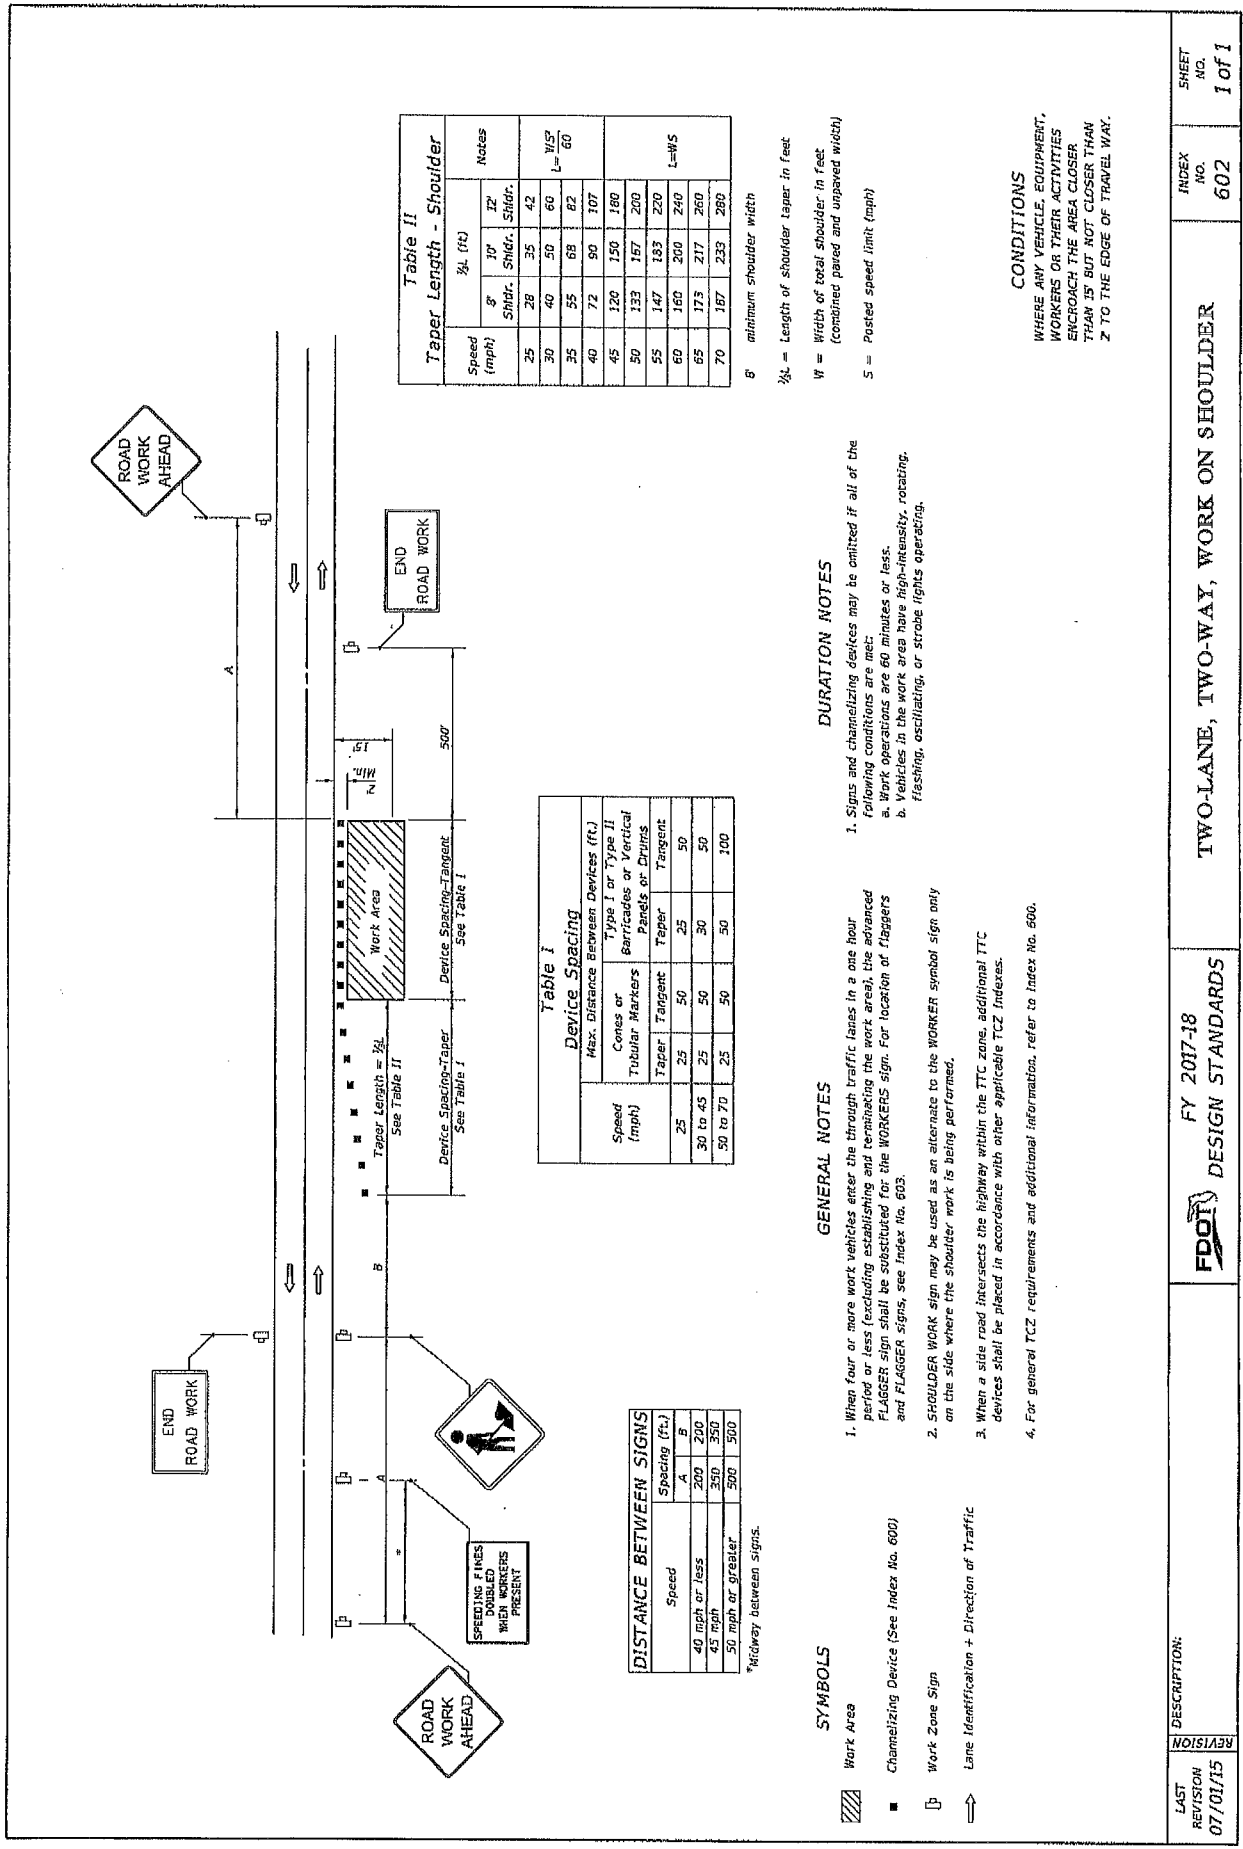 ROAD
WORK
AHEAD
END
ROAD WORK
A
END
ROAD WORK
2'
Min.
15'
Work Area
Taper Length = ⅓L
See Table II
Device Spacing-Taper
See Table I
Device Spacing-Tangent
See Table I
500'
B
A
*
SPEEDING FINES
DOUBLED
WHEN WORKERS
PRESENT
ROAD
WORK
AHEAD
DISTANCE BETWEEN SIGNS
Speed Spacing (ft.)
A B
40 mph or less 200 200
45 mph 350 350
50 mph or greater 500 500
*Midway between signs.
Table I
Device Spacing
Speed (mph) Max. Distance Between Devices (ft.)
Cones or Tubular Markers Type I or Type II Barricades or Vertical Panels or Drums
Taper Tangent Taper Tangent
25 25 50 25 50
30 to 45 25 50 30 50
50 to 70 25 50 50 100
Table II
Taper Length - Shoulder
Speed (mph) ⅓L (ft) Notes
8' Shldr. 10' Shldr. 12' Shldr.
25 28 35 42
30 40 50 60
35 55 68 82
40 72 90 107
L= WS²/60
45 120 150 180
50 133 167 200
55 147 183 220
60 160 200 240
65 173 217 260
70 187 233 280
L=WS
8' minimum shoulder width
⅓L = Length of shoulder taper in feet
W = Width of total shoulder in feet
(combined paved and unpaved width)
S = Posted speed limit (mph)
SYMBOLS
Work Area
Channelizing Device (See Index No. 600)
Work Zone Sign
Lane Identification + Direction of Traffic
GENERAL NOTES
1. When four or more work vehicles enter the through traffic lanes in a one hour
period or less (excluding establishing and terminating the work area), the advanced
FLAGGER sign shall be substituted for the WORKERS sign. For location of flaggers
and FLAGGER signs, see Index No. 603.
2. SHOULDER WORK sign may be used as an alternate to the WORKER symbol sign only
on the side where the shoulder work is being performed.
3. When a side road intersects the highway within the TTC zone, additional TTC
devices shall be placed in accordance with other applicable TCZ Indexes.
4. For general TCZ requirements and additional information, refer to Index No. 600.
DURATION NOTES
1. Signs and channelizing devices may be omitted if all of the
following conditions are met:
a. Work operations are 60 minutes or less.
b. Vehicles in the work area have high-intensity, rotating,
flashing, oscillating, or strobe lights operating.
CONDITIONS
WHERE ANY VEHICLE, EQUIPMENT,
WORKERS OR THEIR ACTIVITIES
ENCROACH THE AREA CLOSER
THAN 15' BUT NOT CLOSER THAN
2' TO THE EDGE OF TRAVEL WAY.
LAST
REVISION
07/01/15
REVISION
DESCRIPTION:
FDOT
FY 2017-18
DESIGN STANDARDS
TWO-LANE, TWO-WAY, WORK ON SHOULDER
INDEX
NO.
602
SHEET
NO.
1 of 1